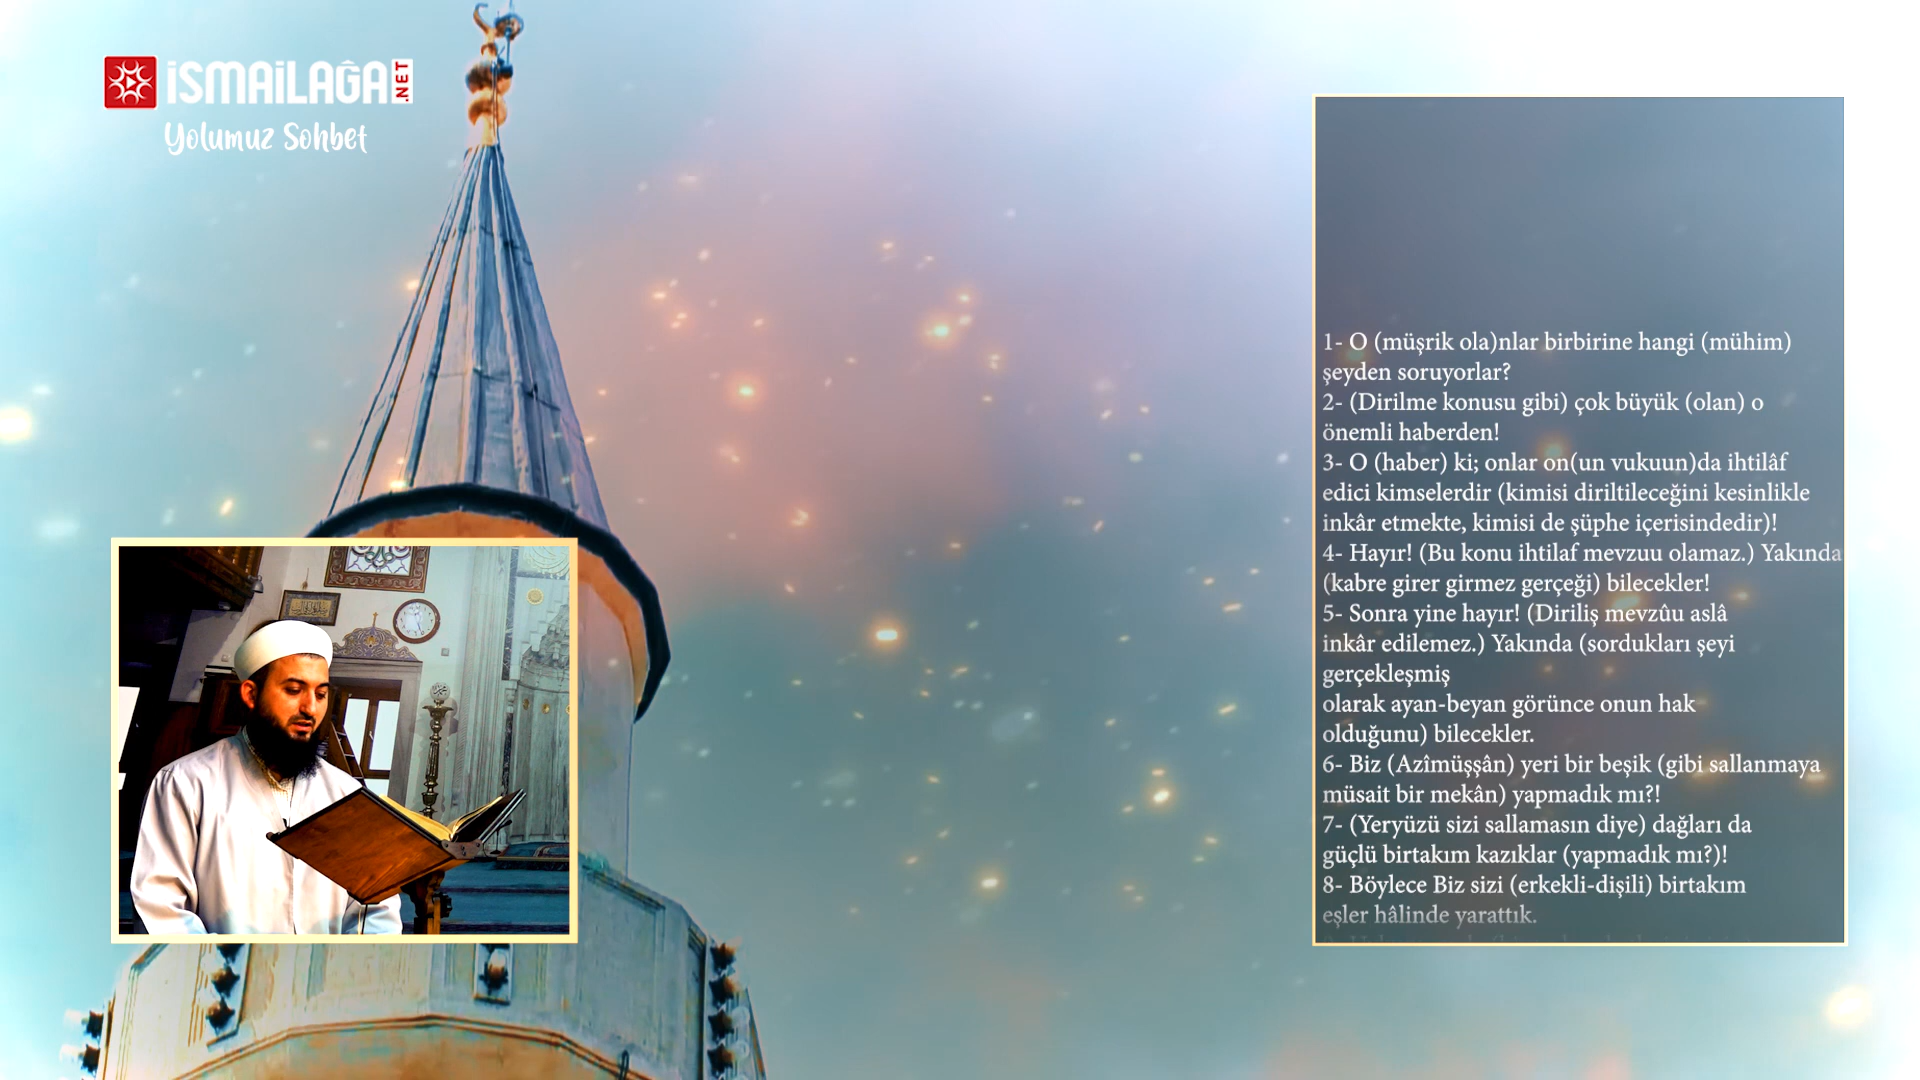 iSMAiLAĞA .NET
Yolumuz Sohbet
1- O (müşrik ola)nlar birbirine hangi (mühim)
şeyden soruyorlar?
2- (Dirilme konusu gibi) çok büyük (olan) o
önemli haberden!
3- O (haber) ki; onlar on(un vukuun)da ihtilâf
edici kimselerdir (kimisi diriltileceğini kesinlikle
inkâr etmekte, kimisi de şüphe içerisindedir)!
4- Hayır! (Bu konu ihtilaf mevzuu olamaz.) Yakında
(kabre girer girmez gerçeği) bilecekler!
5- Sonra yine hayır! (Diriliş mevzûu aslâ
inkâr edilemez.) Yakında (sordukları şeyi
gerçekleşmiş
olarak ayan-beyan görünce onun hak
olduğunu) bilecekler.
6- Biz (Azîmüşşân) yeri bir beşik (gibi sallanmaya
müsait bir mekân) yapmadık mı?!
7- (Yeryüzü sizi sallamasın diye) dağları da
güçlü birtakım kazıklar (yapmadık mı?)!
8- Böylece Biz sizi (erkekli-dişili) birtakım
eşler hâlinde yarattık.